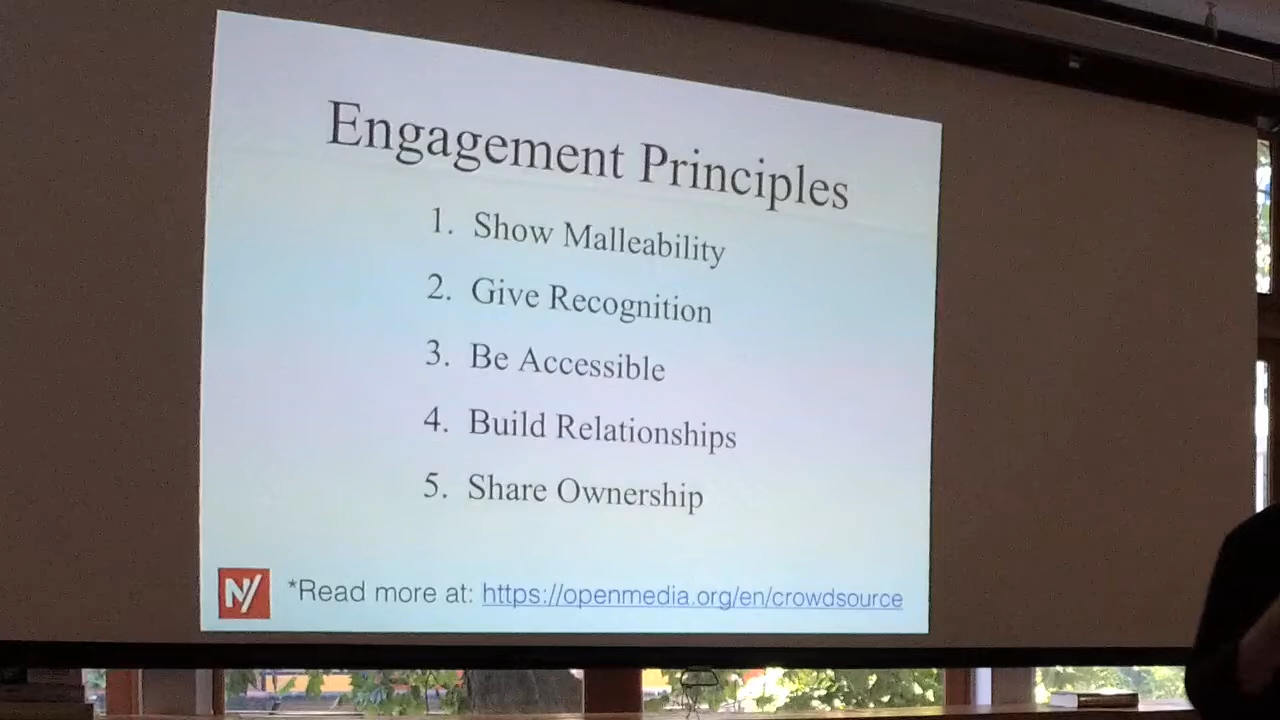 Engagement Principles
1. Show Malleability
2. Give Recognition
3. Be Accessible
4. Build Relationships
5. Share Ownership
N/ *Read more at: https://openmedia.org/en/crowdsource